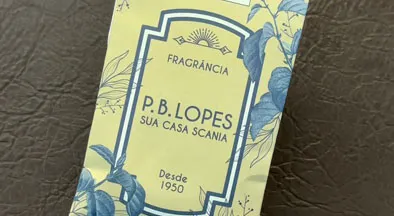 FRAGRÂNCIA
P.B.LOPES
SUA CASA SCANIA
Desde
1950